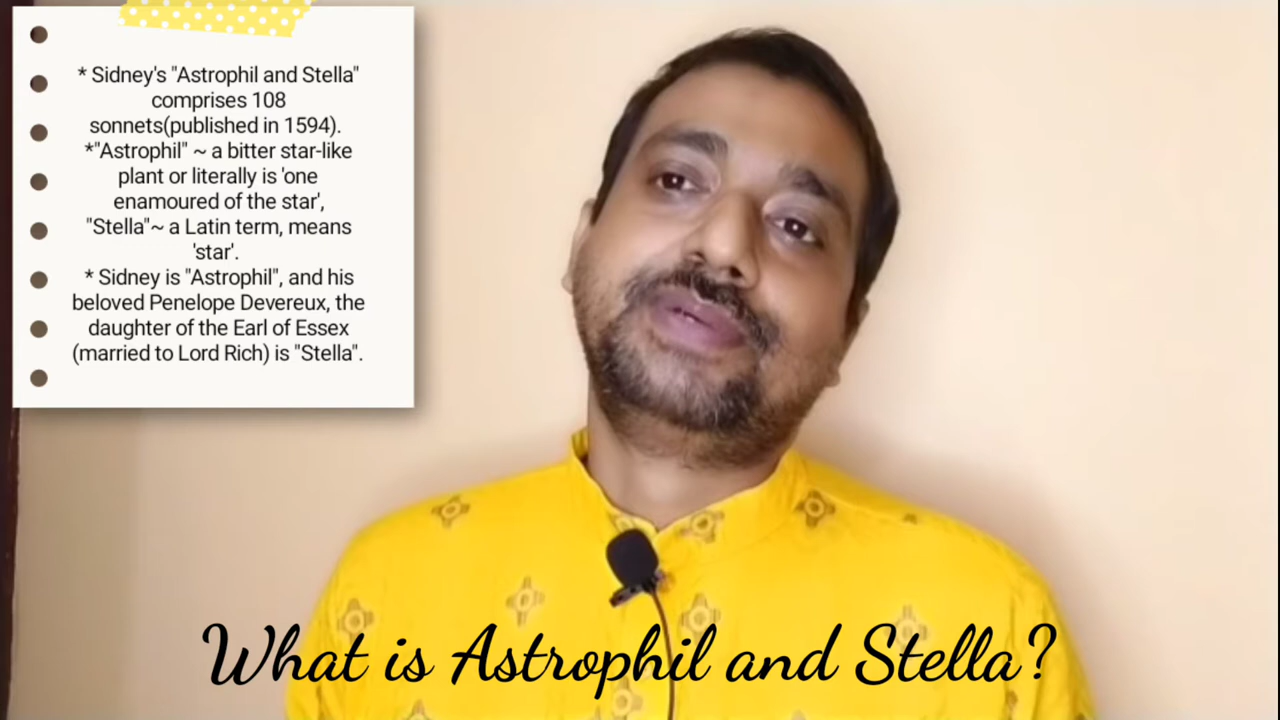 * Sidney's "Astrophil and Stella"
comprises 108
sonnets(published in 1594).
*"Astrophil" ~ a bitter star-like
plant or literally is 'one
enamoured of the star',
"Stella"~ a Latin term, means
'star'.
* Sidney is "Astrophil", and his
beloved Penelope Devereux, the
daughter of the Earl of Essex
(married to Lord Rich) is "Stella".
What is Astrophil and Stella?